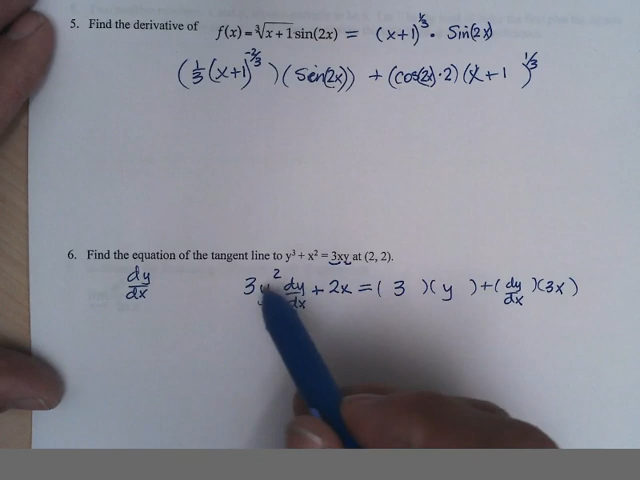 5. Find the derivative of f(x) = ∛x + 1 sin(2x) = (x+1)^⅓ · Sin(2x)
(⅓(x+1)^-⅔)(Sin(2x)) + (cos(2x)·2)(x+1)^⅓
6. Find the equation of the tangent line to y³ + x² = 3xy at (2, 2).
dy/dx 3y² dy/dx + 2x = (3)(y) + (dy/dx)(3x)